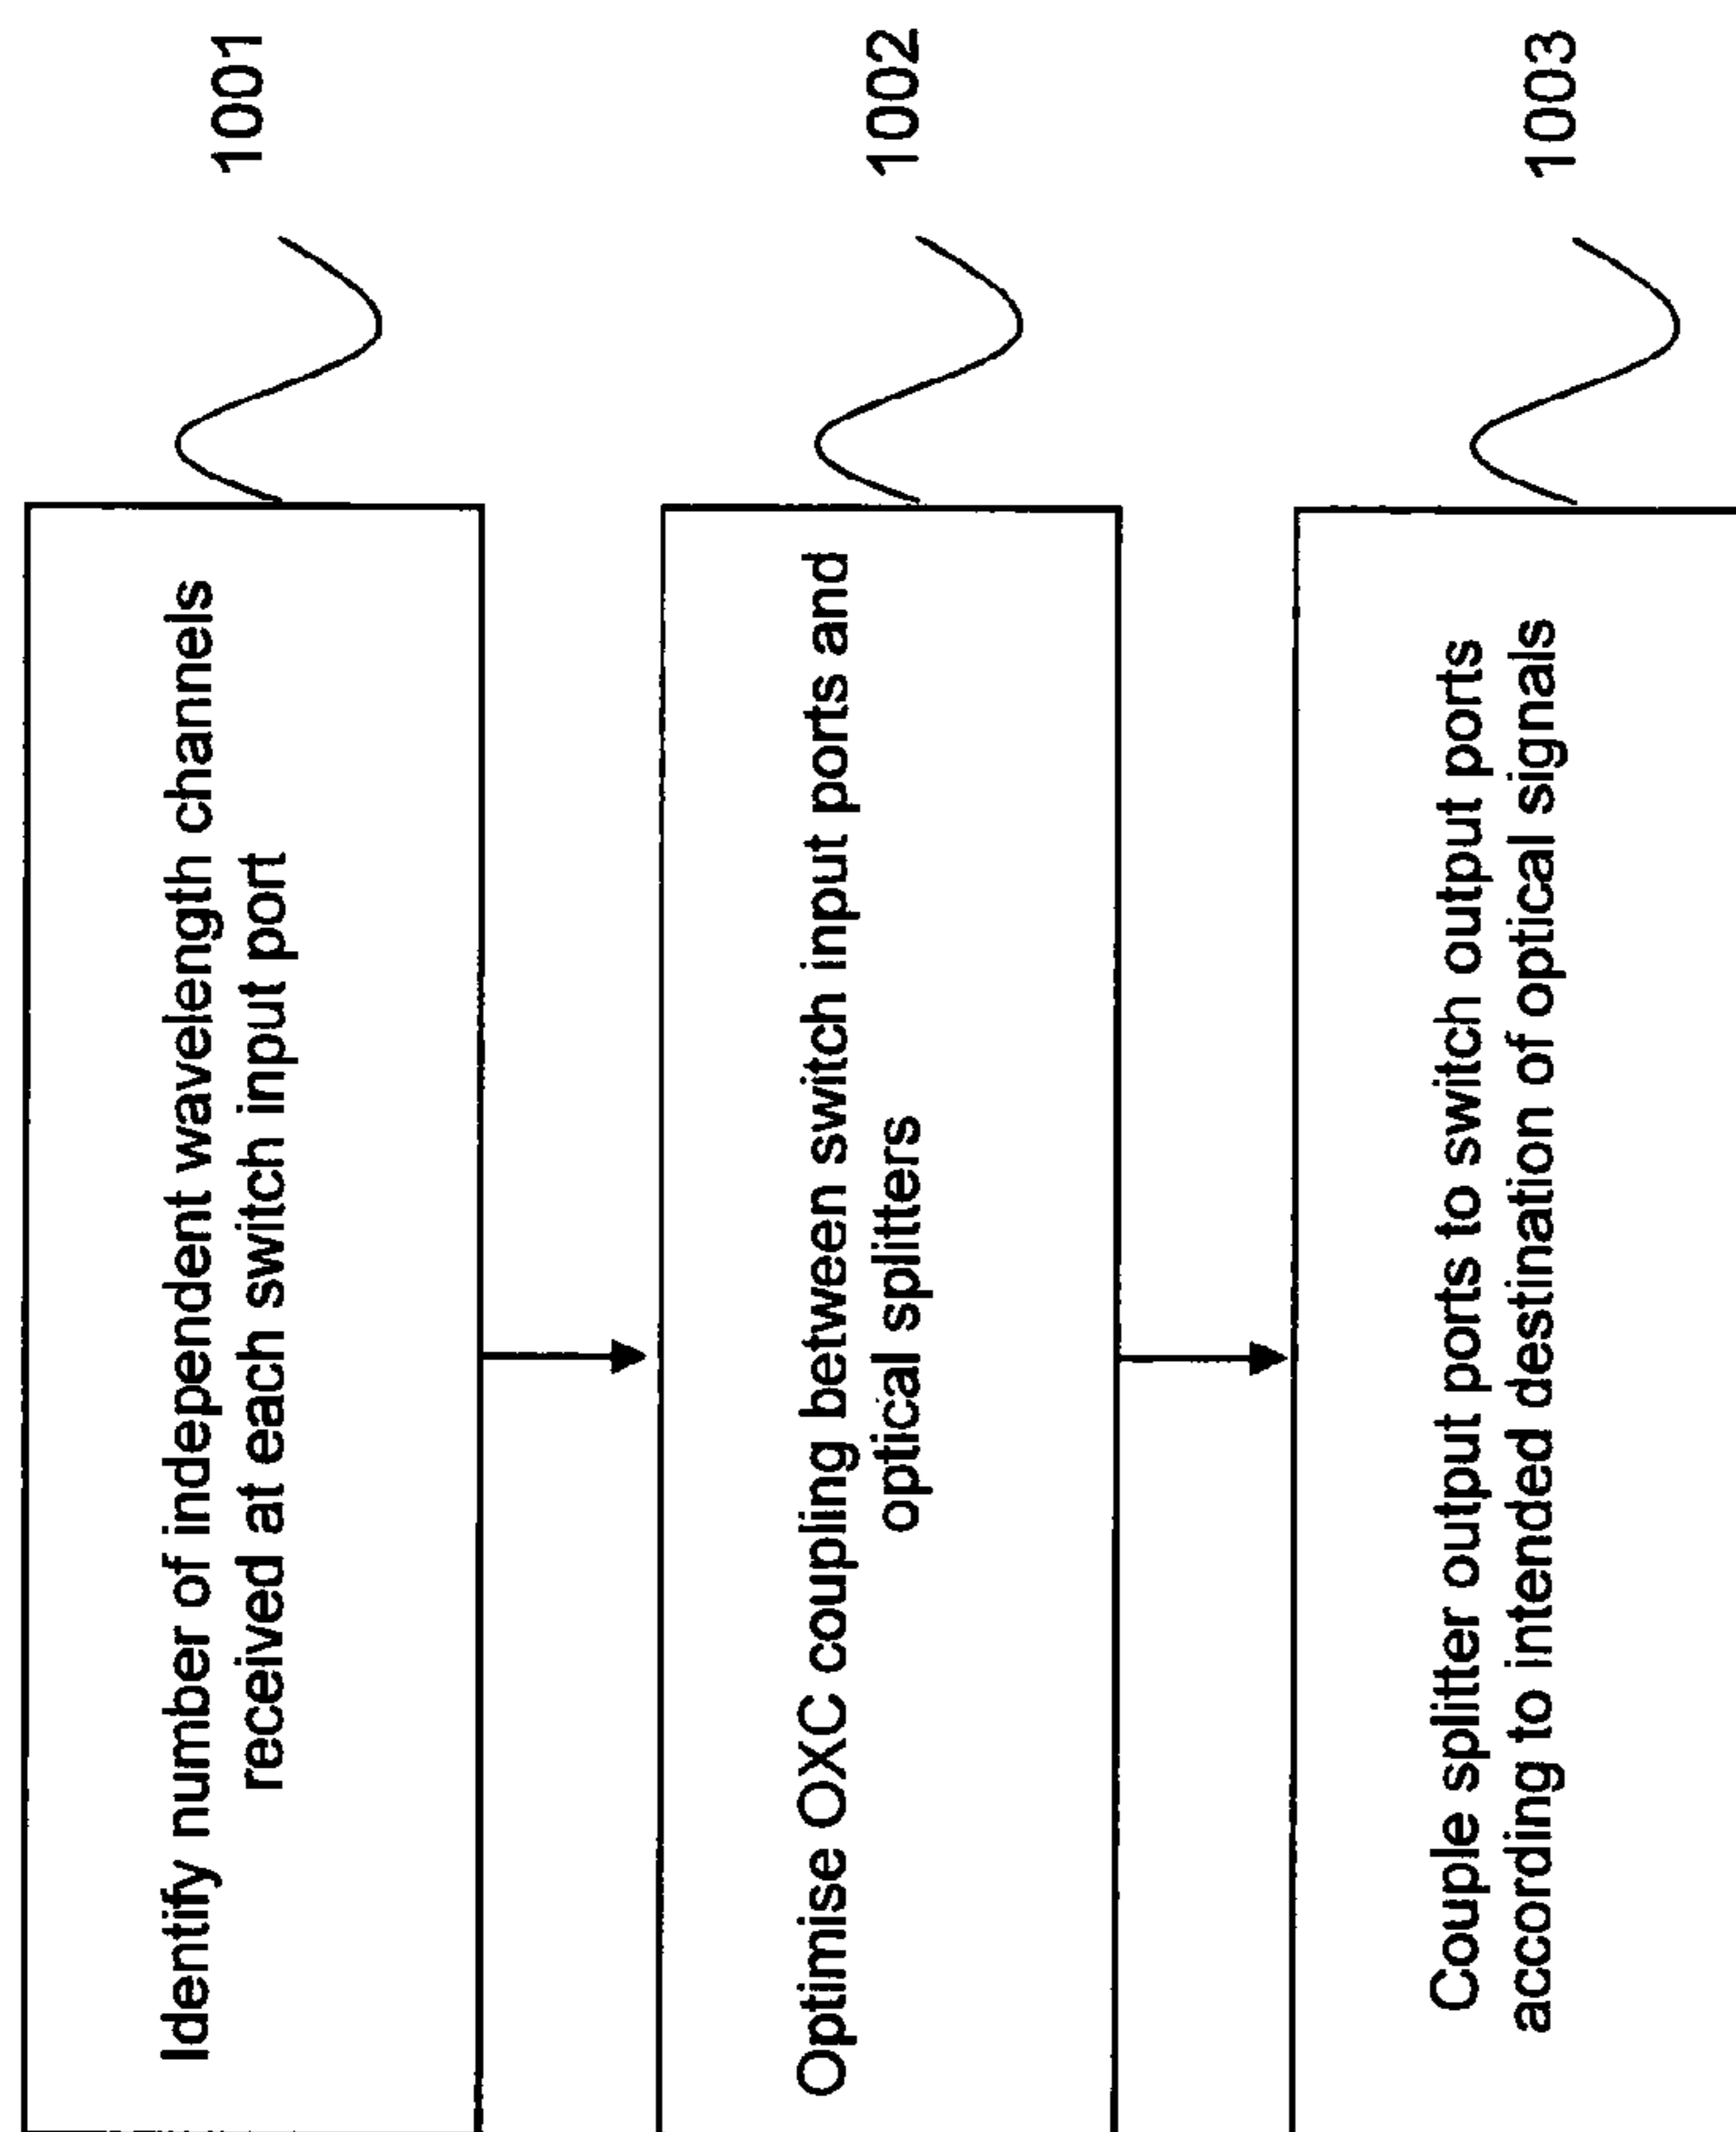 Identify number of independent wavelength channels
received at each switch input port
1001
Optimise OXC coupling between switch input ports and
optical splitters
1002
Couple splitter output ports to switch output ports
according to intended destination of optical signals
1003